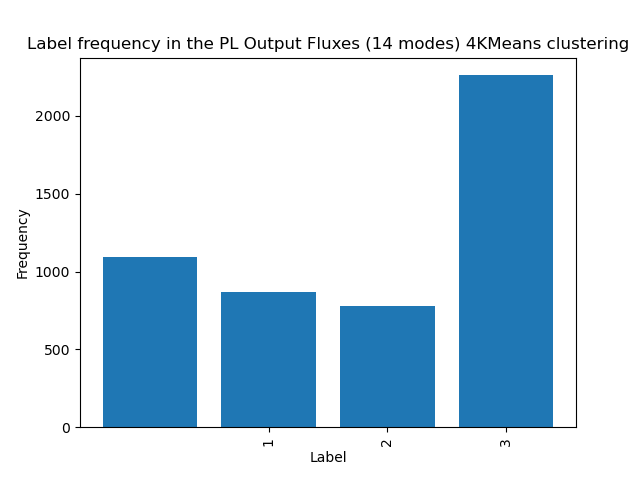 Label frequency in the PL Output Fluxes (14 modes) 4KMeans clustering
2000
1500
1000
500
0
Frequency
1
2
3
Label